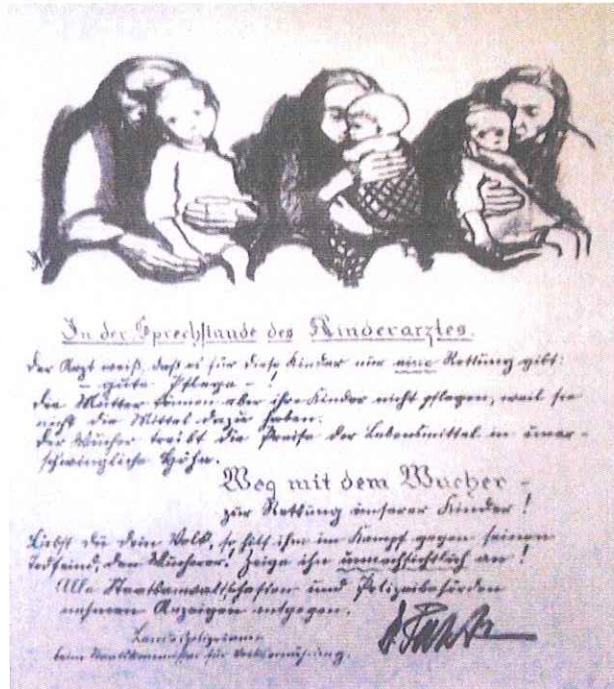 In der Sprechstunde des Kinderarztes.
Der Arzt weiß, daß es für diese Kinder nur eine Rettung gibt:
- gute Pflege -!
Die Mütter können aber ihre Kinder nicht pflegen, weil sie
nicht die Mittel dazu haben.
Der Wucher treibt die Preise der Lebensmittel in uner-
schwingliche Höhe.
Weg mit dem Wucher -
zur Rettung unserer Kinder!
Liebst du dein Volk, so hilf ihm im Kampf gegen seinen
Todfeind, den Wucherer! Zeige ihn unnachsichtlich an!
Alle Staatsanwaltschaften und Polizeibehörden
nehmen Anzeigen entgegen.
Landespolizeiamt
beim Staatskommissar für Volksernährung.